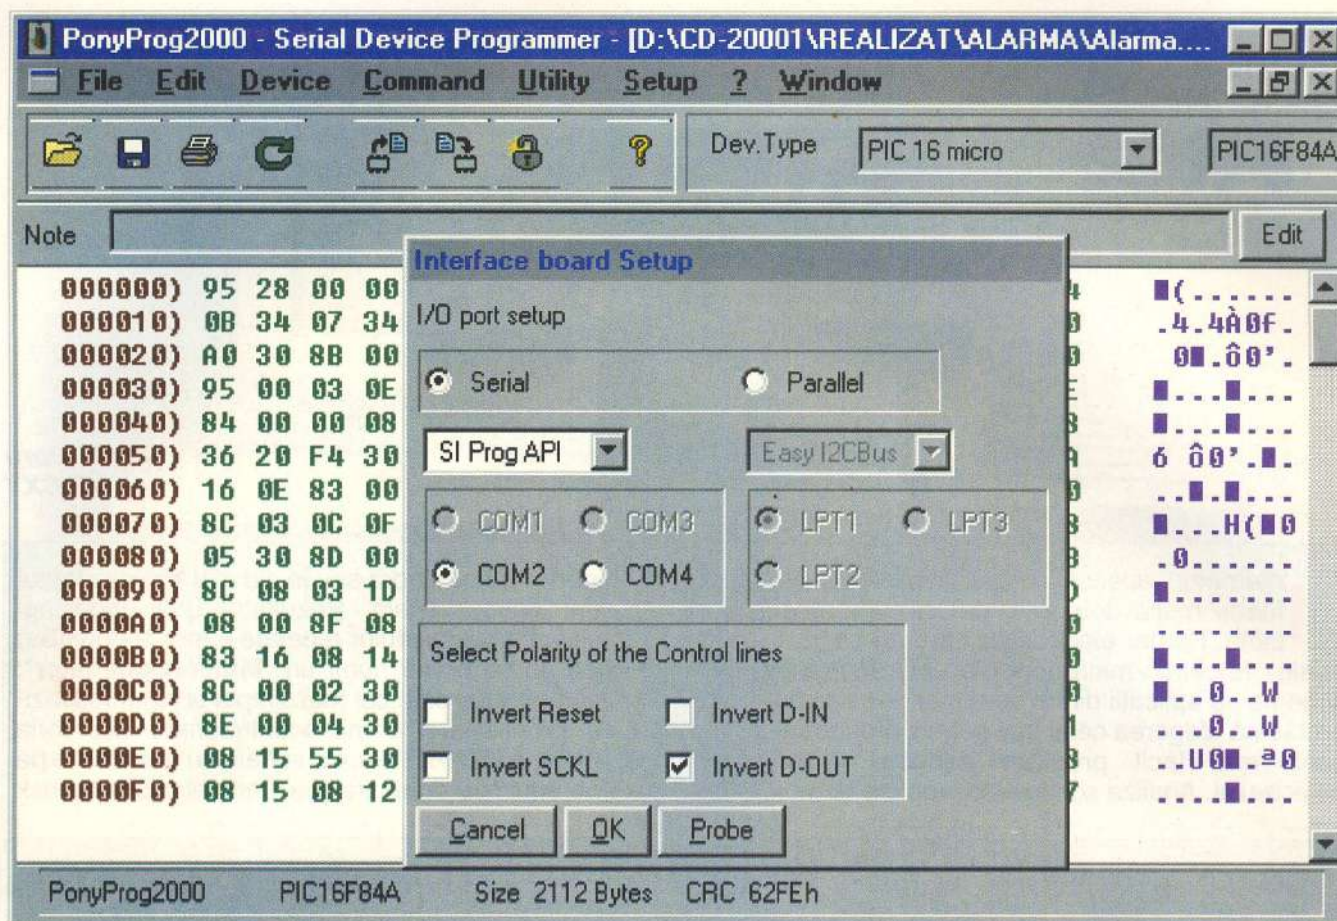 PonyProg2000 - Serial Device Programmer - [D:\CD-20001\REALIZAT\ALARMA\Alarma....
File Edit Device Command Utility Setup ? Window
Dev.Type PIC 16 micro PIC16F84A
Note Edit
Interface board Setup
000000) 95 28 00 00
I/O port setup
000010) 0B 34 07 34
000020) A0 30 8B 00
000030) 95 00 03 0E
Serial Parallel
000040) 84 00 00 08
000050) 36 20 F4 30
SI Prog API Easy I2CBus
000060) 16 0E 83 00
000070) 8C 03 0C 0F
COM1 COM3 LPT1 LPT3
000080) 05 30 8D 00
COM2 COM4 LPT2
000090) 8C 08 03 1D
0000A0) 08 00 8F 08
0000B0) 83 16 08 14
Select Polarity of the Control lines
0000C0) 8C 00 02 30
Invert Reset Invert D-IN
0000D0) 8E 00 04 30
0000E0) 08 15 55 30
Invert SCKL Invert D-OUT
0000F0) 08 15 08 12
Cancel OK Probe
PonyProg2000 PIC16F84A Size 2112 Bytes CRC 62FEh